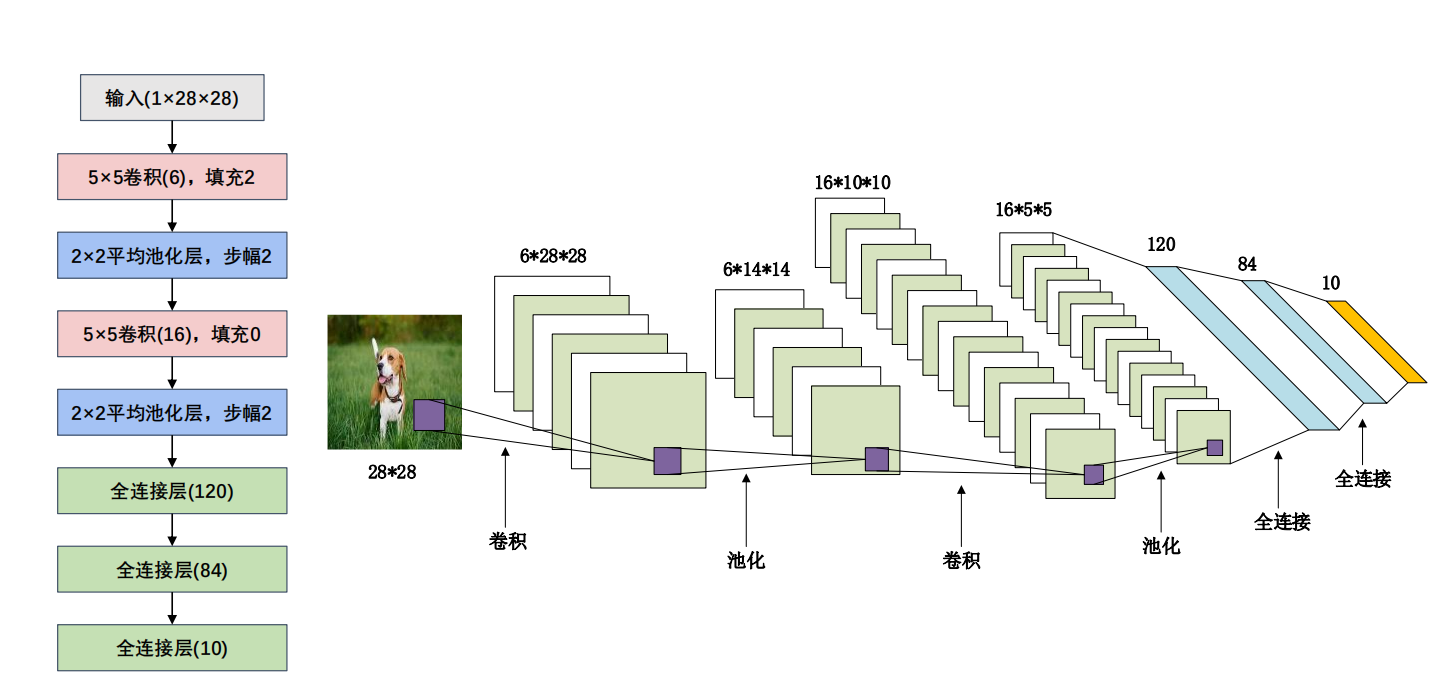 输入(1×28×28)
5×5卷积(6)，填充2
2×2平均池化层，步幅2
5×5卷积(16)，填充0
2×2平均池化层，步幅2
全连接层(120)
全连接层(84)
全连接层(10)
28*28
6*28*28
卷积
6*14*14
池化
16*10*10
卷积
16*5*5
池化
120
全连接
84
全连接
10